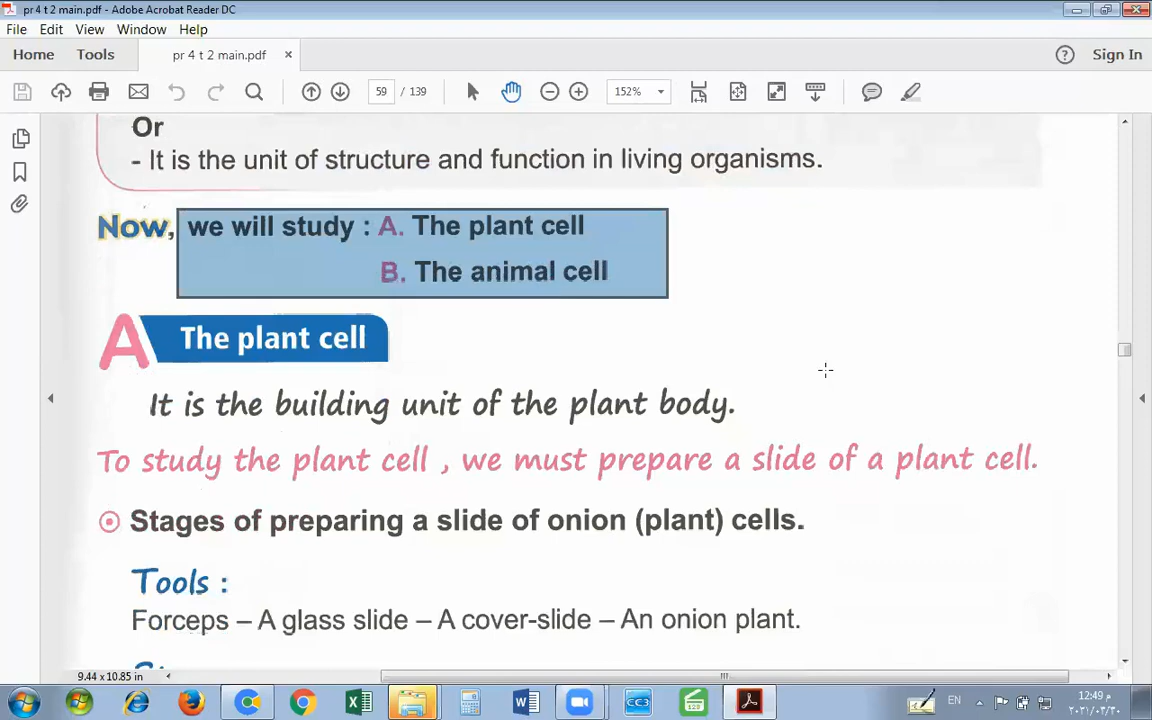 pr 4 t 2 main.pdf - Adobe Acrobat Reader DC
File Edit View Window Help
Home Tools pr 4 t 2 main.pdf × Sign In
59 / 139 152%
Or
- It is the unit of structure and function in living organisms.
Now, we will study : A. The plant cell
B. The animal cell
A The plant cell
It is the building unit of the plant body.
To study the plant cell , we must prepare a slide of a plant cell.
Stages of preparing a slide of onion (plant) cells.
Tools :
Forceps – A glass slide – A cover-slide – An onion plant.
9.44 x 10.85 in
EN 12:49 م
٢٠٢١/٠٣/٣٠